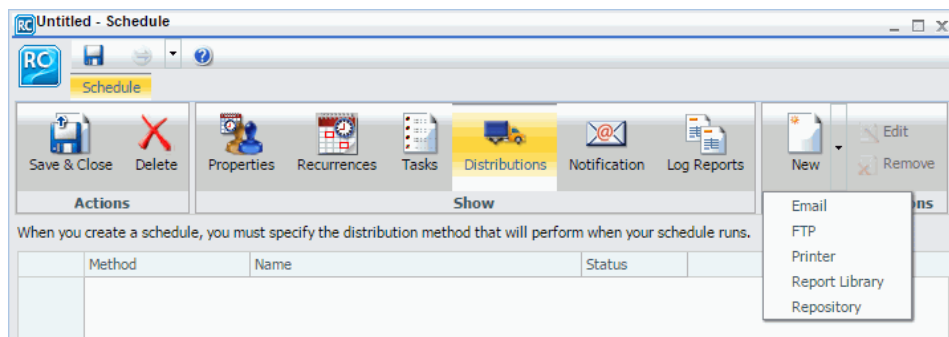 RC Untitled - Schedule
RC
Schedule
Save & Close Delete Properties Recurrences Tasks Distributions Notification Log Reports New Edit
Remove
Actions Show ns
When you create a schedule, you must specify the distribution method that will perform when your schedule runs.
Method Name Status
Email
FTP
Printer
Report Library
Repository